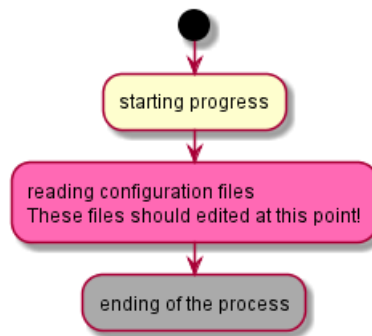 starting progress
reading configuration files
These files should edited at this point!
ending of the process